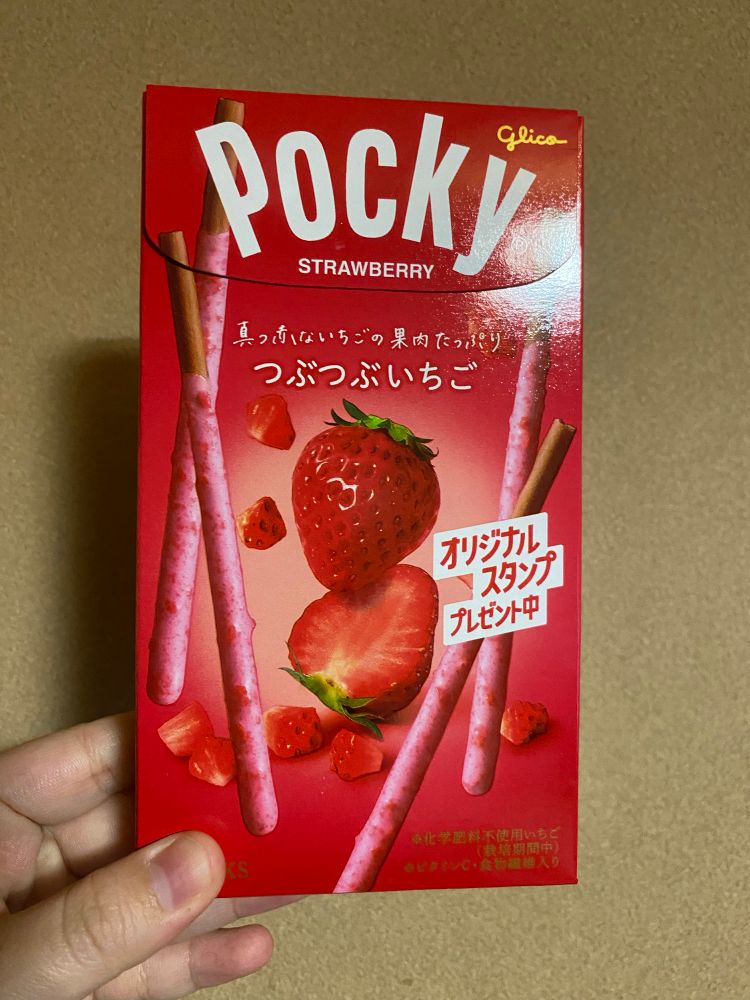 Pocky
glico
STRAWBERRY
真っ赤ないちごの果肉たっぷり
つぶつぶいちご
オリジナル
スタンプ
プレゼント中
※化学肥料不使用いちご
(栽培期間中)
※ビタミンC・食物繊維入り